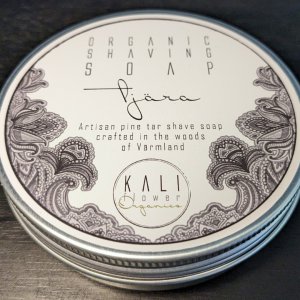 ORGANIC
SHAVING
SOAP
Tjära
Artisan pine tar shave soap
crafted in the woods
of Varmland
KALI
flower
Organics